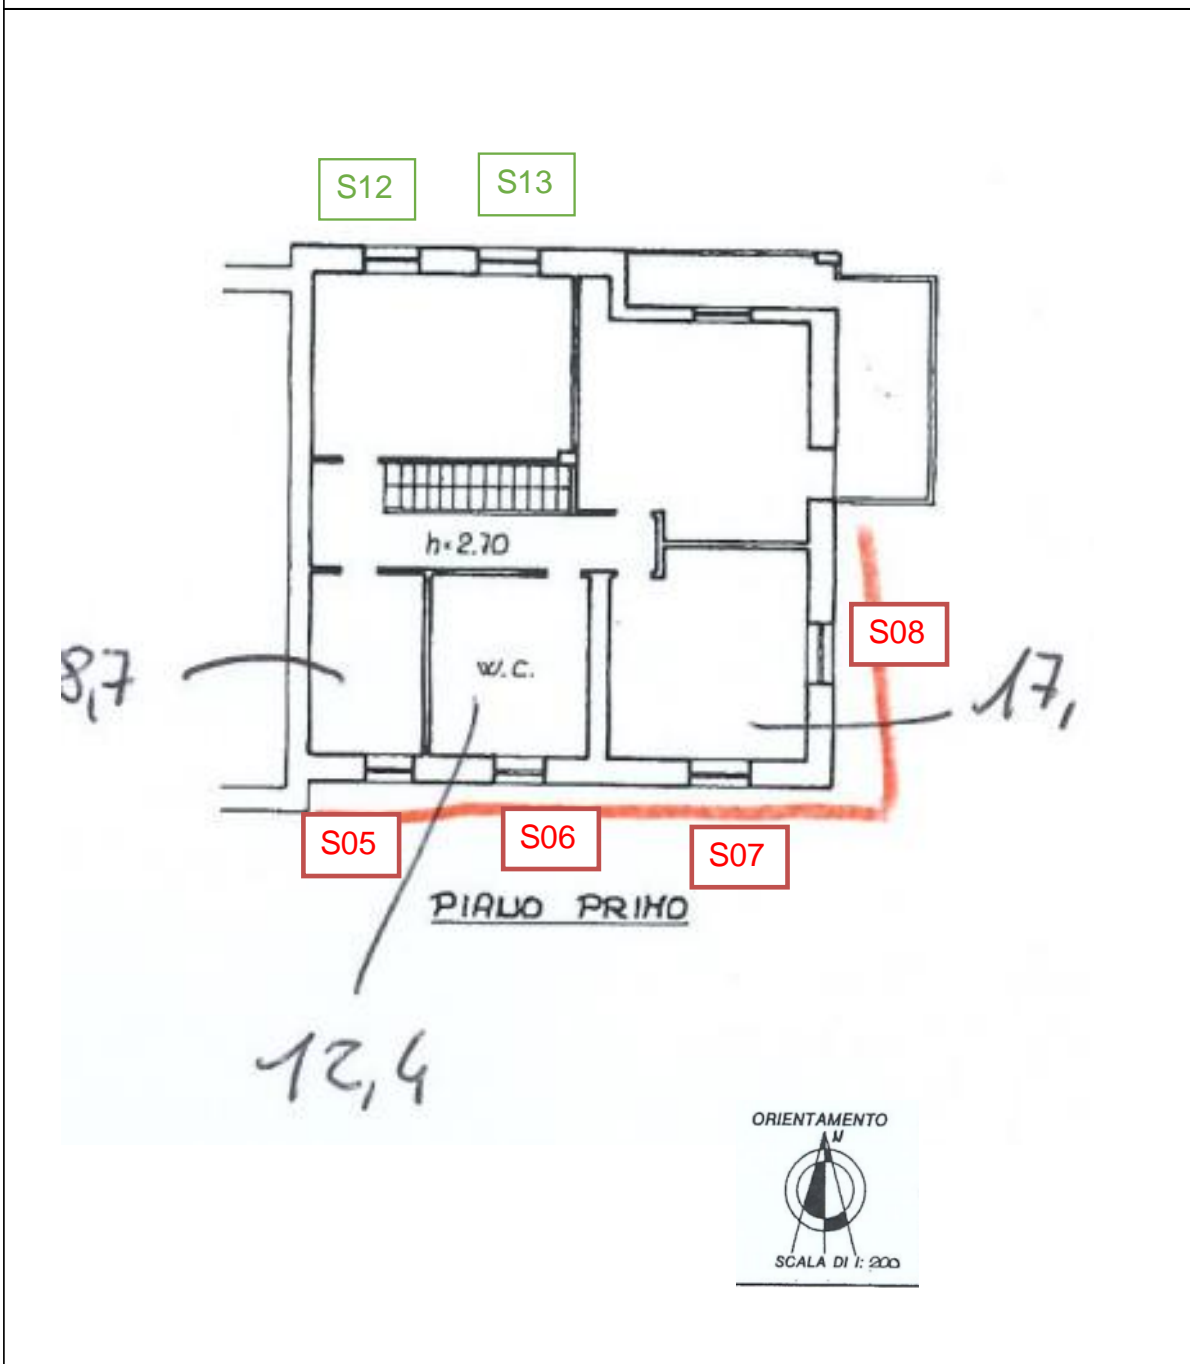 S12
S13
h=2.70
S08
8,7
W.C.
17,
S05
S06
S07
PIANO PRIMO
12,4
ORIENTAMENTO
N
SCALA DI 1: 200